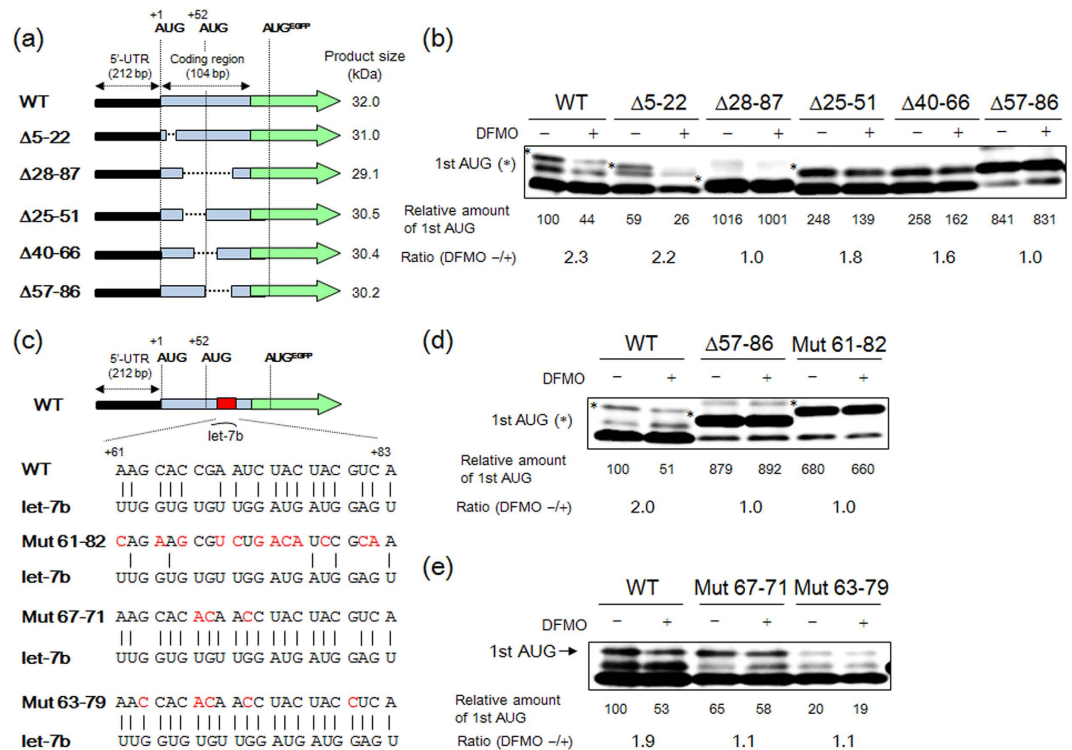 (a)
+1 +52
AUG AUG AUGEGFP
5'-UTR (212 bp)
Coding region (104 bp)
Product size (kDa)
WT 32.0
Δ5-22 31.0
Δ28-87 29.1
Δ25-51 30.5
Δ40-66 30.4
Δ57-86 30.2
(b)
WT Δ5-22 Δ28-87 Δ25-51 Δ40-66 Δ57-86
DFMO − + − + − + − + − + − +
1st AUG (*)
* * * *
Relative amount of 1st AUG 100 44 59 26 1016 1001 248 139 258 162 841 831
Ratio (DFMO −/+) 2.3 2.2 1.0 1.8 1.6 1.0
(c)
+1 +52
AUG AUG AUGEGFP
5'-UTR (212 bp)
WT
let-7b
+61 +83
WT AAG CAC CGA AUC UAC UAC GUC A
let-7b UUG GUG UGU UGG AUG AUG GAG U
Mut 61-82 CAG AAG CGU CUG ACA UCC GCA A
let-7b UUG GUG UGU UGG AUG AUG GAG U
Mut 67-71 AAG CAC ACA ACC UAC UAC GUC A
let-7b UUG GUG UGU UGG AUG AUG GAG U
Mut 63-79 AAC CAC ACA ACC UAC UAC CUC A
let-7b UUG GUG UGU UGG AUG AUG GAG U
(d)
WT Δ57-86 Mut 61-82
DFMO − + − + − +
1st AUG (*)
* * *
Relative amount of 1st AUG 100 51 879 892 680 660
Ratio (DFMO −/+) 2.0 1.0 1.0
(e)
WT Mut 67-71 Mut 63-79
DFMO − + − + − +
1st AUG
Relative amount of 1st AUG 100 53 65 58 20 19
Ratio (DFMO −/+) 1.9 1.1 1.1